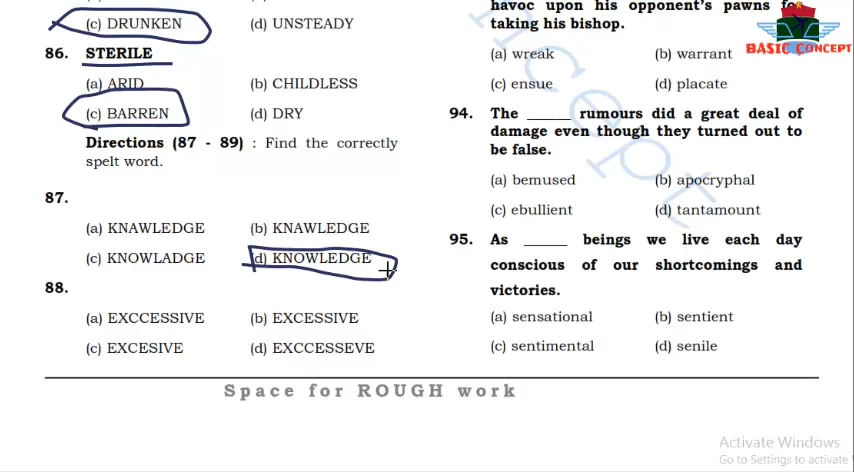 (c) DRUNKEN (d) UNSTEADY
86. STERILE
(a) ARID (b) CHILDLESS
(c) BARREN (d) DRY
Directions (87 - 89) : Find the correctly
spelt word.
87.
(a) KNAWLEDGE (b) KNAWLEDGE
(c) KNOWLADGE (d) KNOWLEDGE
88.
(a) EXCCESSIVE (b) EXCESSIVE
(c) EXCESIVE (d) EXCCESSEVE
havoc upon his opponent's pawns for
taking his bishop.
(a) wreak (b) warrant
(c) ensue (d) placate
94. The ______ rumours did a great deal of
damage even though they turned out to
be false.
(a) bemused (b) apocryphal
(c) ebullient (d) tantamount
95. As ______ beings we live each day
conscious of our shortcomings and
victories.
(a) sensational (b) sentient
(c) sentimental (d) senile
Space for ROUGH work
BASIC CONCEPT
Activate Windows
Go to Settings to activate